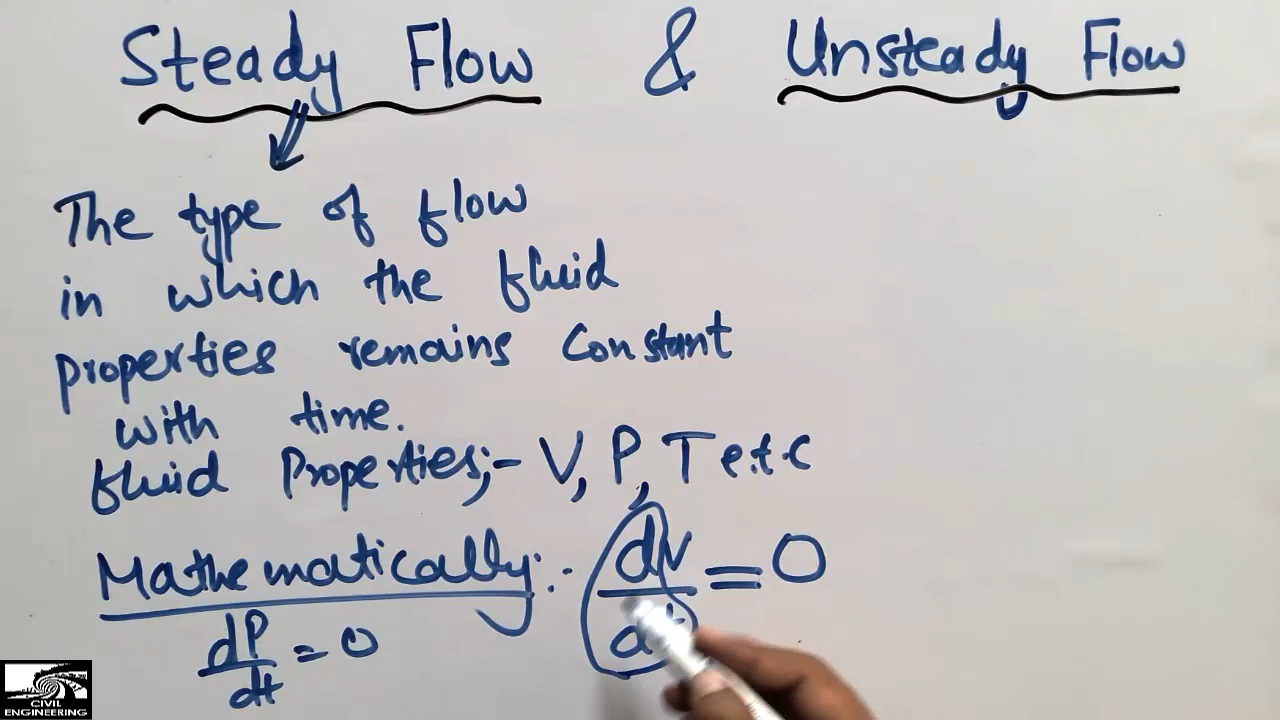 Steady Flow & Unsteady Flow
The type of flow
in which the fluid
properties remains constant
with time.
fluid Properties;- V, P, T e.t.c
Mathematically:- dv/dt = 0
dP/dt = 0
CIVIL
ENGINEERING